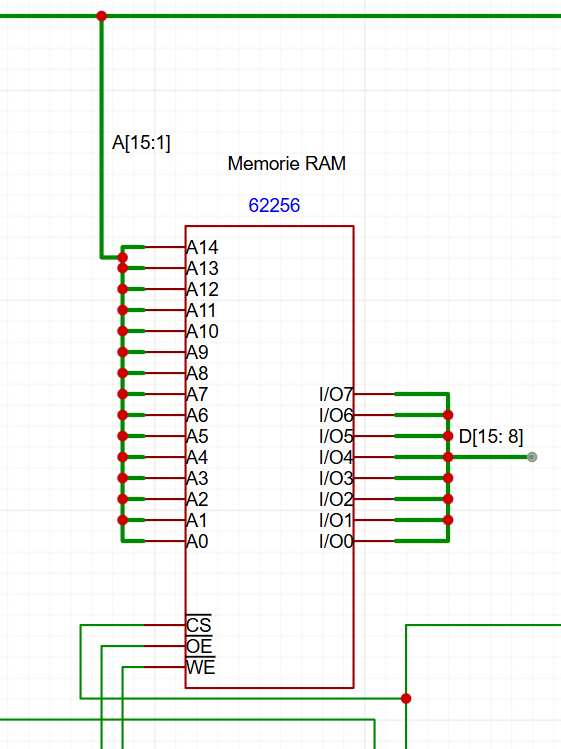 A[15:1]
Memorie RAM
62256
A14
A13
A12
A11
A10
A9
A8
A7
A6
A5
A4
A3
A2
A1
A0
I/O7
I/O6
I/O5
I/O4
I/O3
I/O2
I/O1
I/O0
D[15: 8]
CS
OE
WE